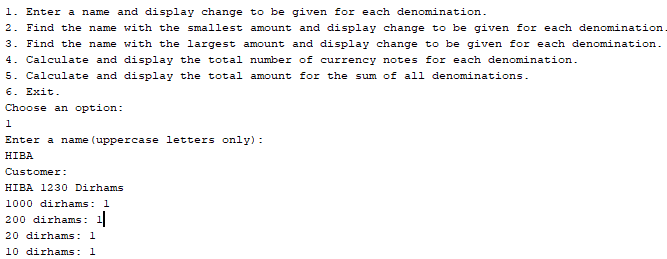 1. Enter a name and display change to be given for each denomination.
2. Find the name with the smallest amount and display change to be given for each denomination.
3. Find the name with the largest amount and display change to be given for each denomination.
4. Calculate and display the total number of currency notes for each denomination.
5. Calculate and display the total amount for the sum of all denominations.
6. Exit.
Choose an option:
1
Enter a name(uppercase letters only):
HIBA
Customer:
HIBA 1230 Dirhams
1000 dirhams: 1
200 dirhams: 1
20 dirhams: 1
10 dirhams: 1